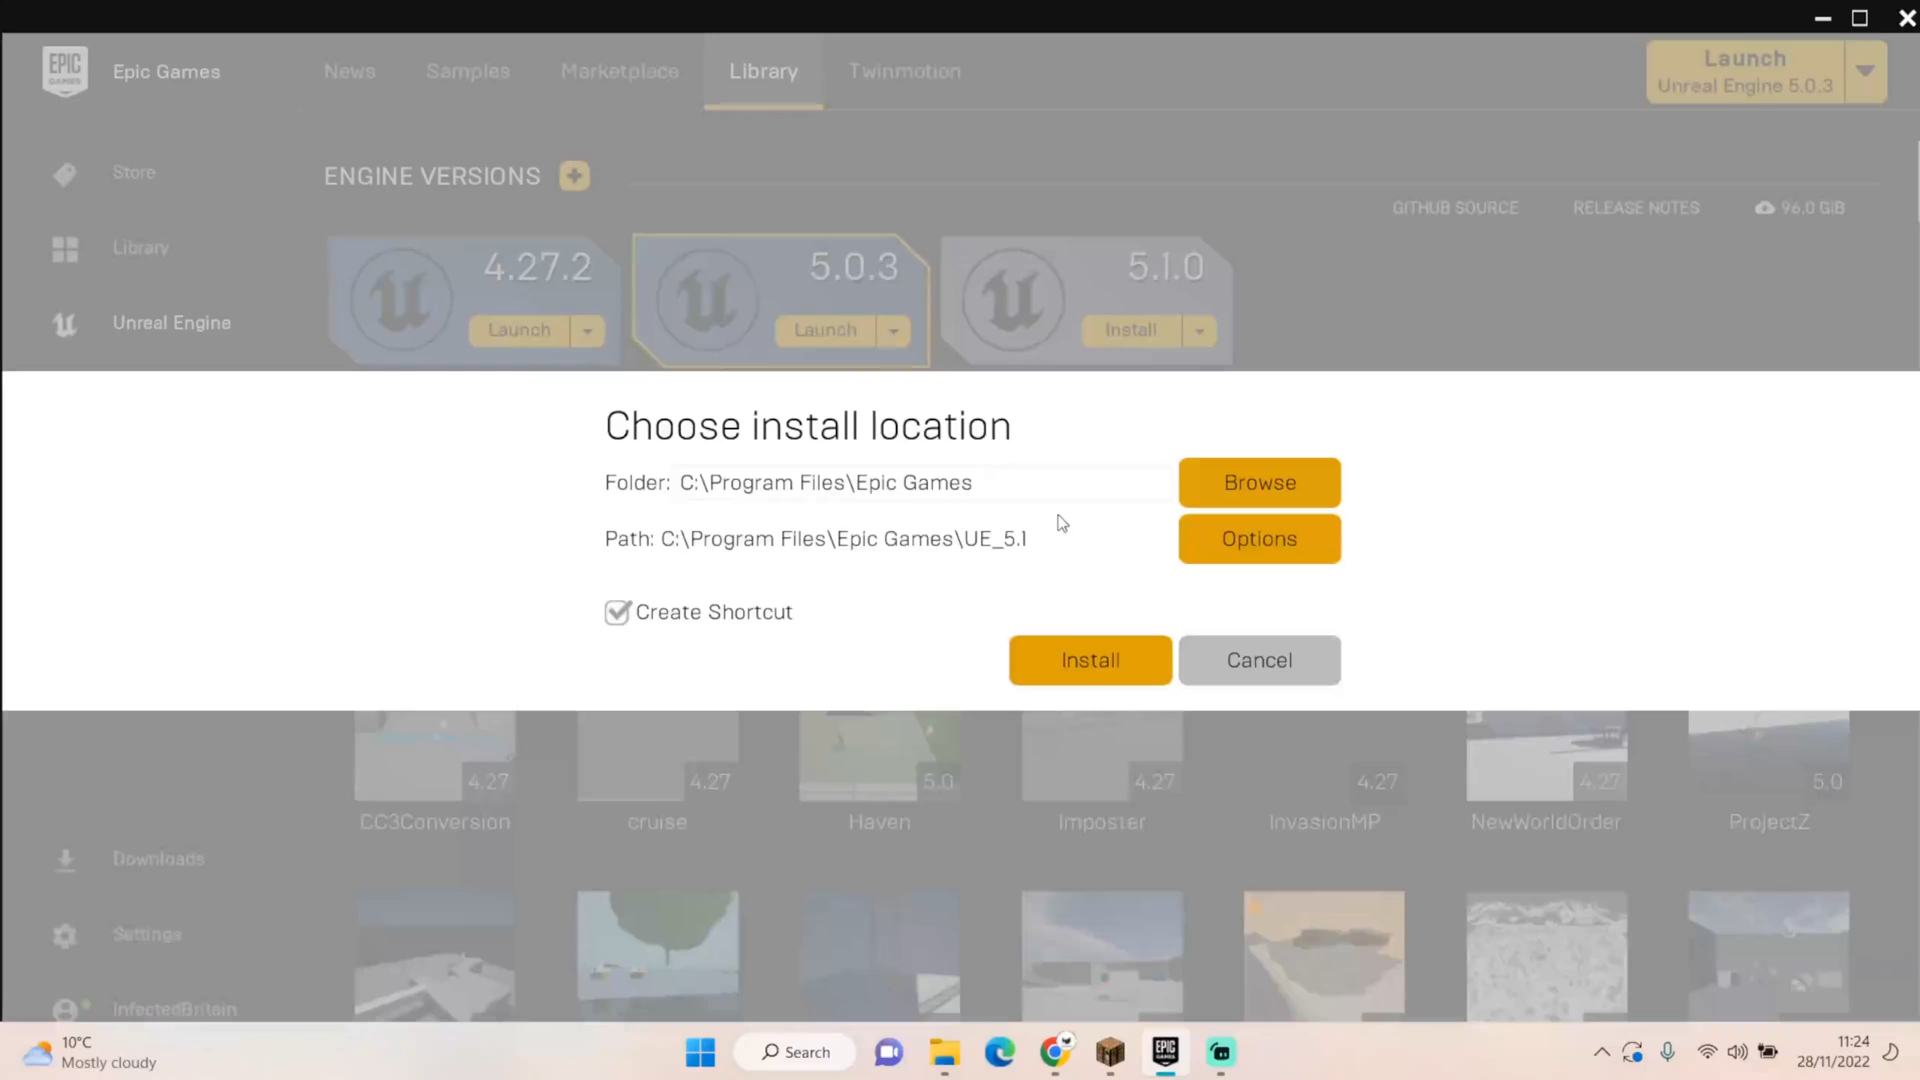 EPIC GAMES
Epic Games
News
Samples
Marketplace
Library
Twinmotion
Launch
Unreal Engine 5.0.3
Store
Library
Unreal Engine
ENGINE VERSIONS
GITHUB SOURCE
RELEASE NOTES
96.0 GiB
4.27.2
Launch
5.0.3
Launch
5.1.0
Install
Choose install location
Folder: C:\Program Files\Epic Games
Browse
Path: C:\Program Files\Epic Games\UE_5.1
Options
Create Shortcut
Install
Cancel
4.27
4.27
5.0
4.27
4.27
4.27
5.0
CC3Conversion
cruise
Haven
Imposter
InvasionMP
NewWorldOrder
ProjectZ
Downloads
Settings
InfectedBritain
10°C
Mostly cloudy
Search
EPIC GAMES
11:24
28/11/2022